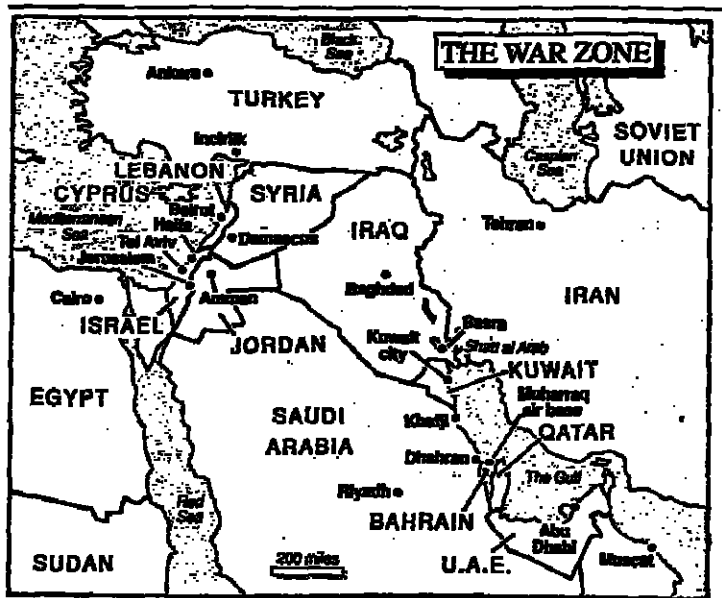 THE WAR ZONE
Black
Sea
Ankara
TURKEY
SOVIET
UNION
Caspian
Sea
Incirlik
LEBANON
CYPRUS
SYRIA
Beirut
Mediterranean
Sea
Haifa
Tel Aviv
Damascus
IRAQ
Tehran
Jerusalem
Baghdad
Cairo
Amman
IRAN
ISRAEL
JORDAN
Kuwait
city
Basra
Shatt al Arab
KUWAIT
EGYPT
Muharraq
air base
SAUDI
ARABIA
Khafji
QATAR
Dhahran
The Gulf
Riyadh
Red
Sea
BAHRAIN
Abu
Dhabi
SUDAN
200 miles
U.A.E.
Muscat